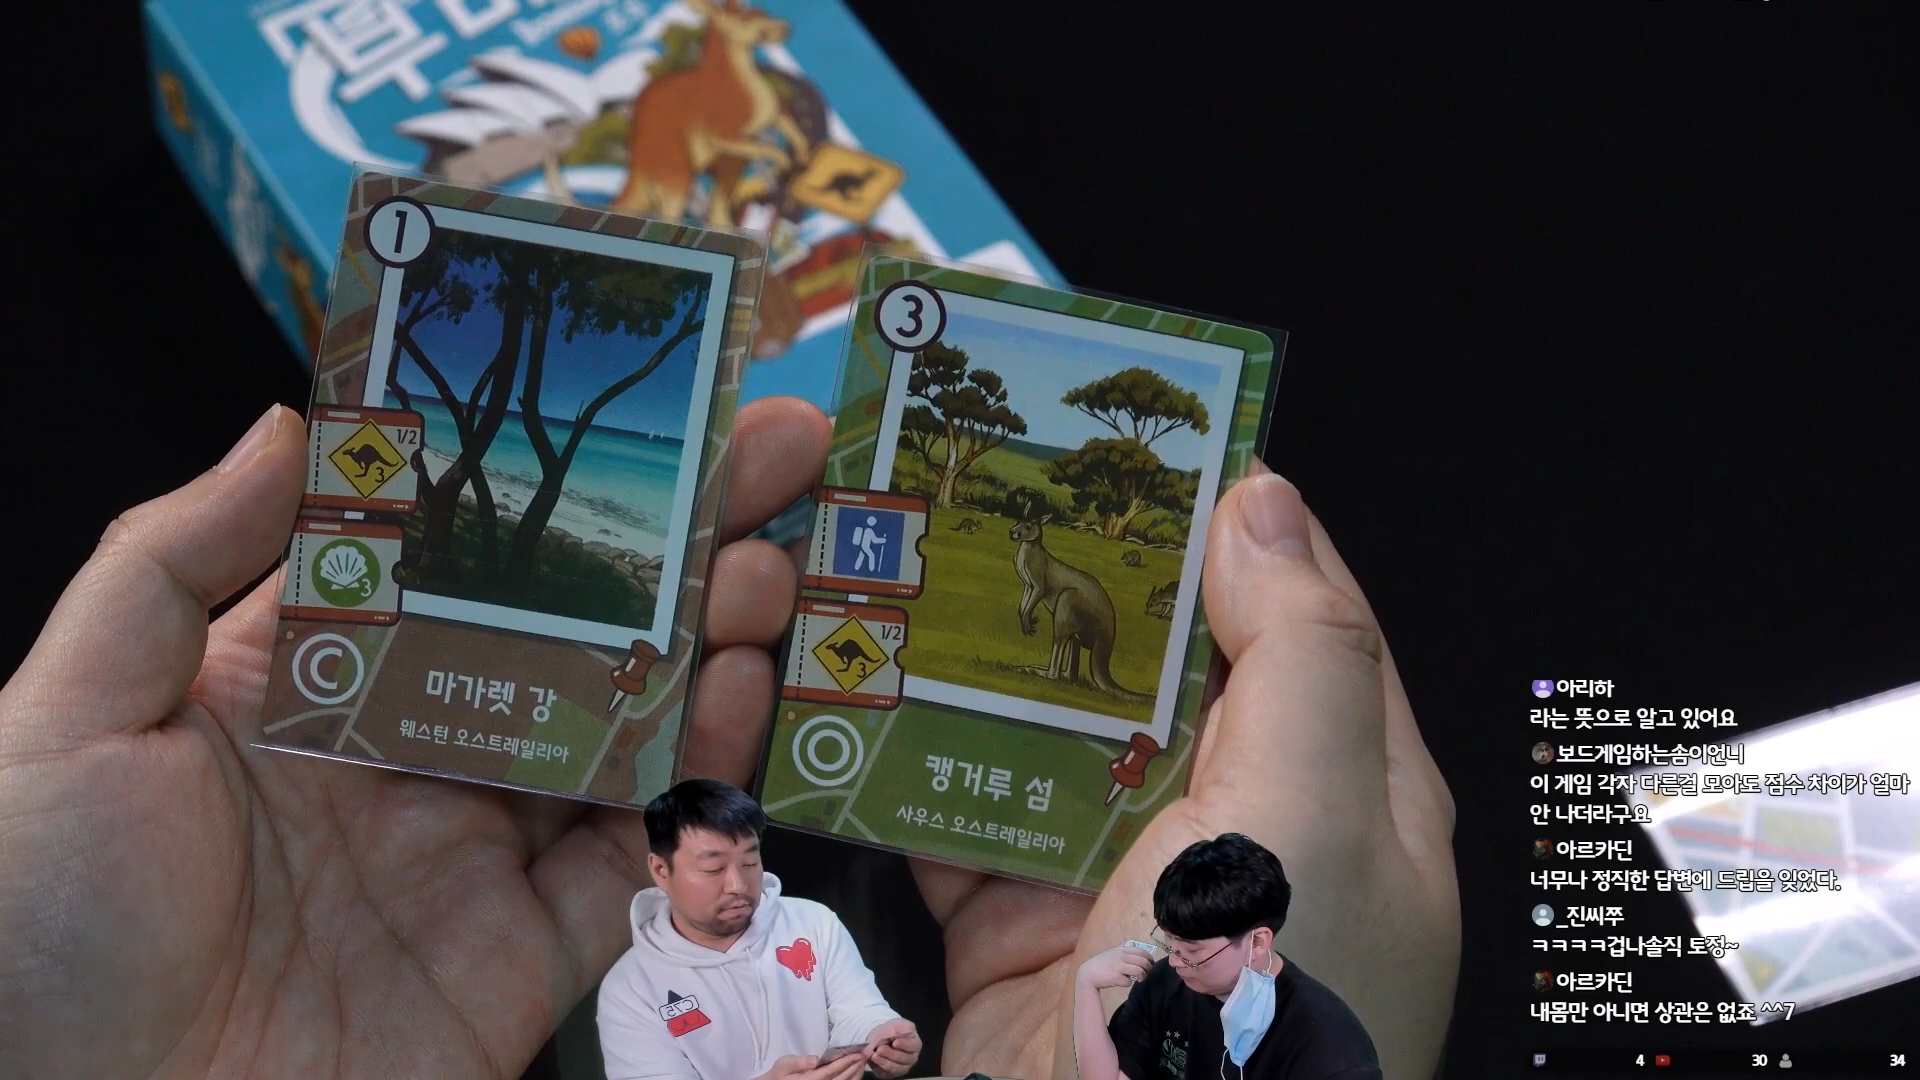 1
1/2
3
3
C
마가렛 강
웨스턴 오스트레일리아
3
1/2
3
O
캥거루 섬
사우스 오스트레일리아
아리하
라는 뜻으로 알고 있어요
보드게임하는솜이언니
이 게임 각자 다른걸 모아도 점수 차이가 얼마
안 나더라구요
아르카딘
너무나 정직한 답변에 드립을 잊었다.
_진씨쭈
ㅋㅋㅋㅋ겁나솔직 토정~
아르카딘
내몸만 아니면 상관은 없죠 ^^7
4 30 34